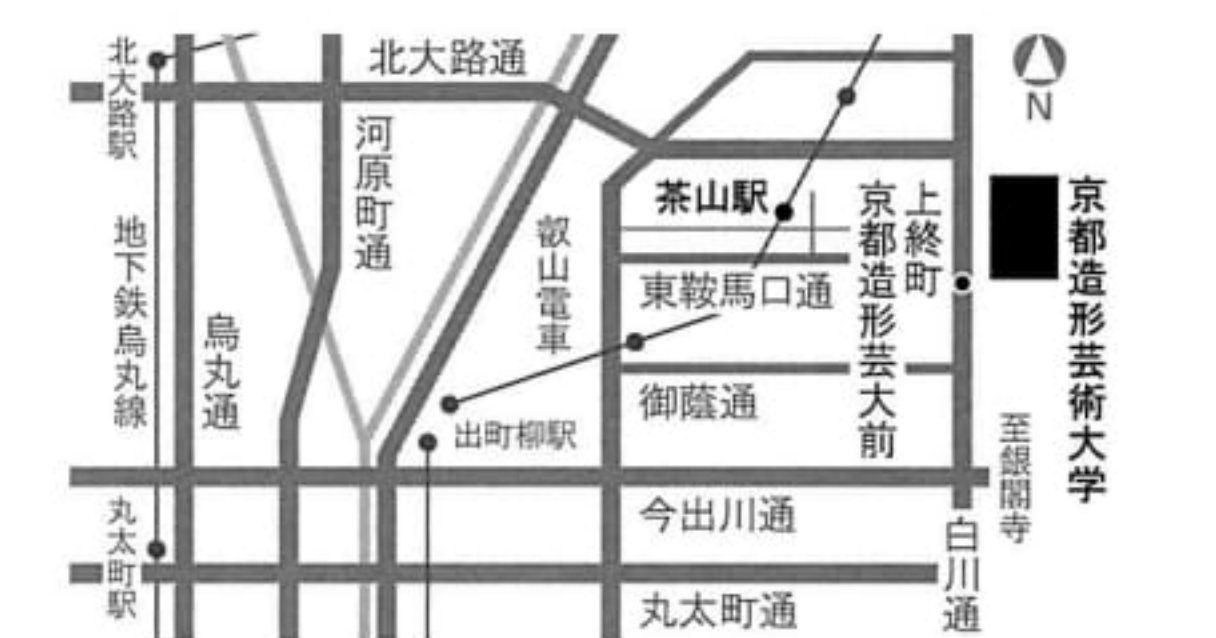 北大路駅
北大路通
N
河原町通
茶山駅
上終町
京都造形芸大前
京都造形芸術大学
地下鉄烏丸線
烏丸通
叡山電車
東鞍馬口通
御蔭通
出町柳駅
至銀閣寺
今出川通
白川通
丸太町駅
丸太町通